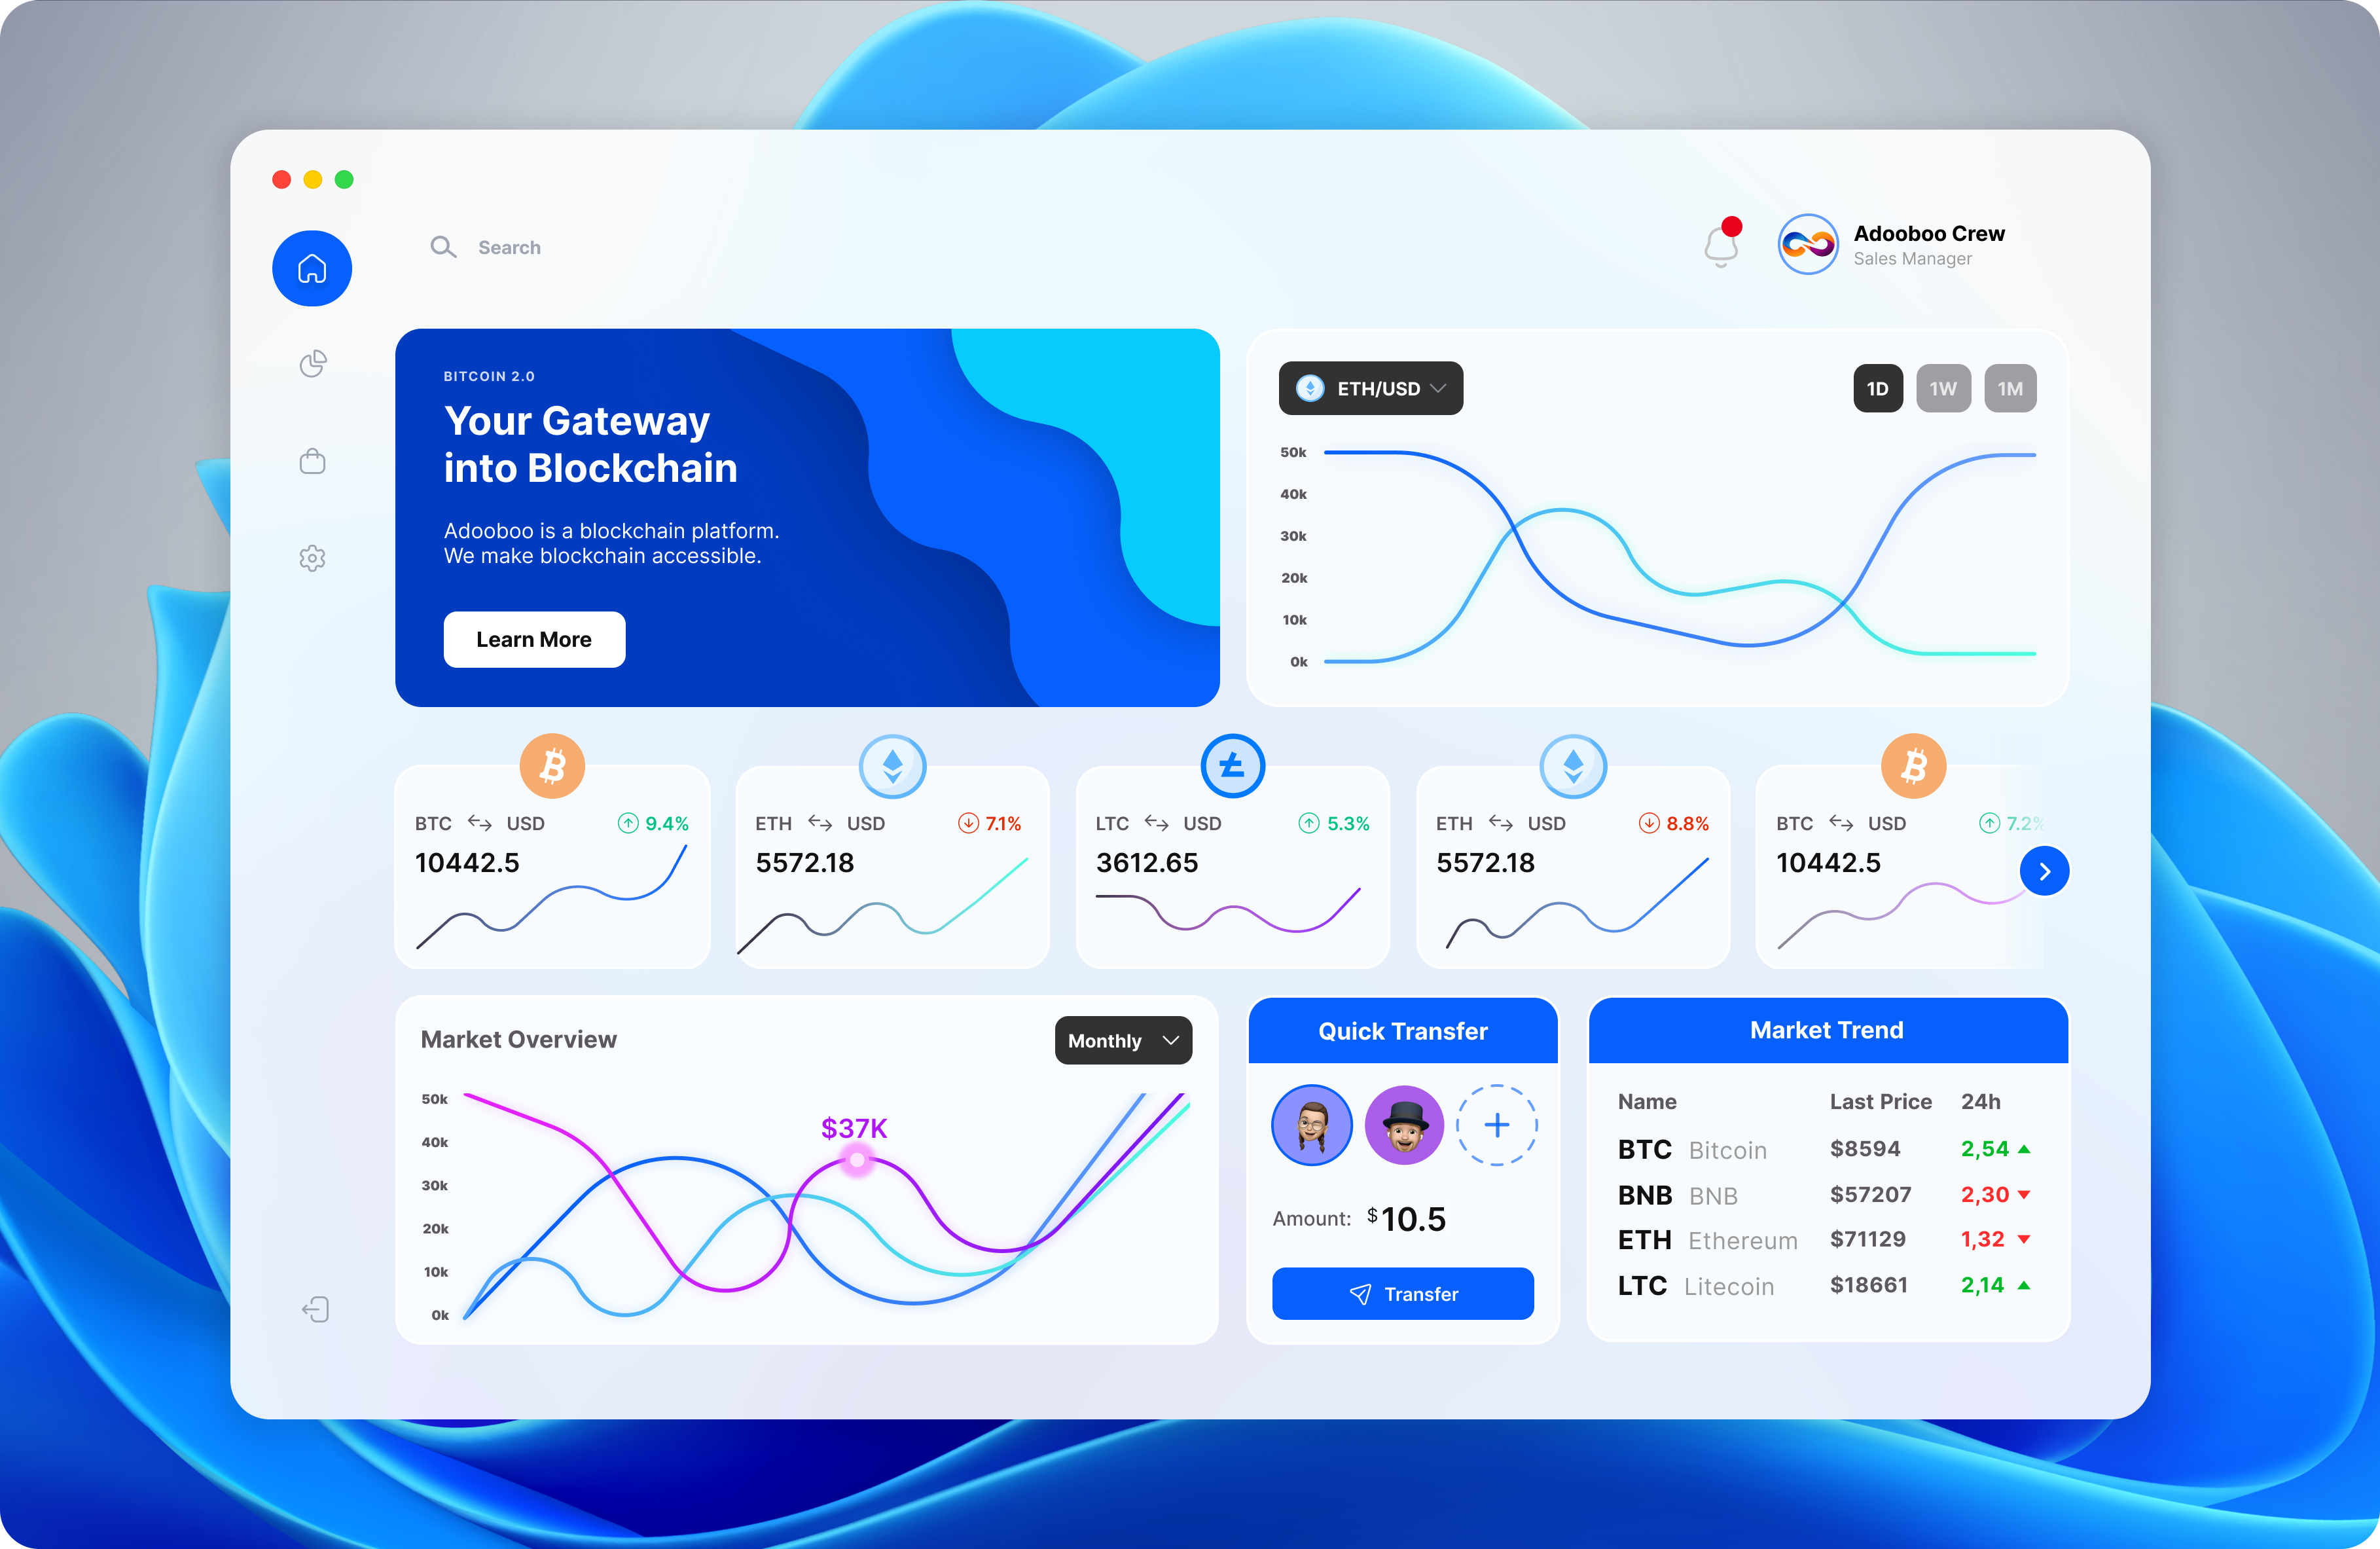 Search
Adooboo Crew
Sales Manager
BITCOIN 2.0
Your Gateway
into Blockchain
Adooboo is a blockchain platform.
We make blockchain accessible.
Learn More
ETH/USD
1D 1W 1M
50k
40k
30k
20k
10k
0k
BTC USD 9.4%
10442.5
ETH USD 7.1%
5572.18
LTC USD 5.3%
3612.65
ETH USD 8.8%
5572.18
BTC USD 7.2%
10442.5
Market Overview
Monthly
50k
40k
30k
20k
10k
0k
$37K
Quick Transfer
Amount: $10.5
Transfer
Market Trend
Name Last Price 24h
BTC Bitcoin $8594 2,54
BNB BNB $57207 2,30
ETH Ethereum $71129 1,32
LTC Litecoin $18661 2,14